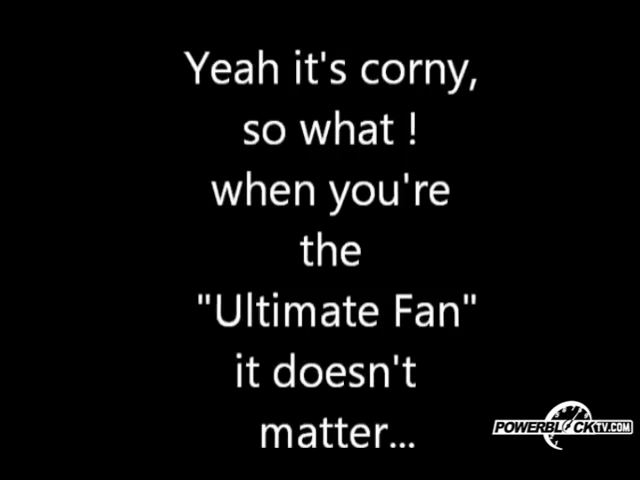 Yeah it's corny,
so what !
when you're
the
"Ultimate Fan"
it doesn't
matter...
POWERBLOCKTV.COM